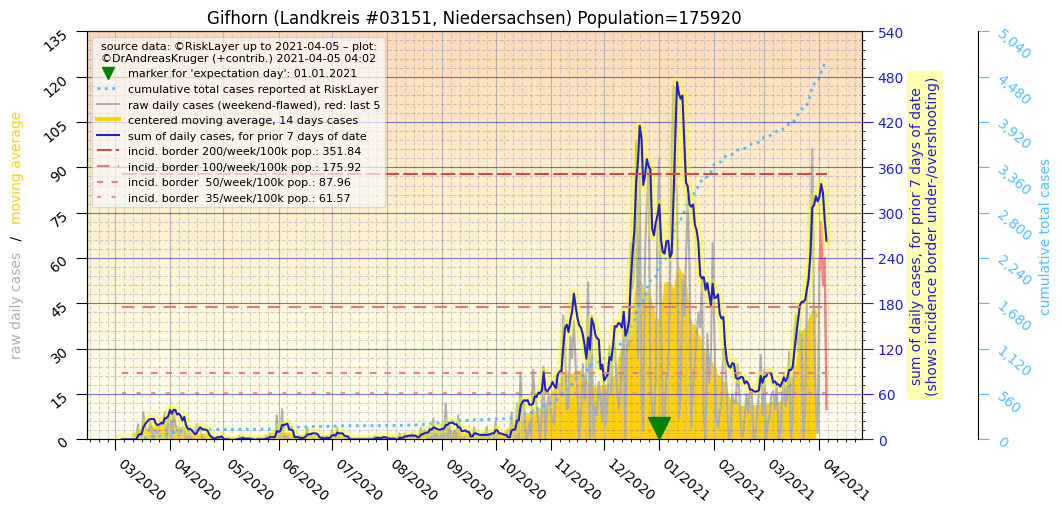 Gifhorn (Landkreis #03151, Niedersachsen) Population=175920
source data: ©RiskLayer up to 2021-04-05 – plot:
©DrAndreasKruger (+contrib.) 2021-04-05 04:02
marker for 'expectation day': 01.01.2021
cumulative total cases reported at RiskLayer
raw daily cases (weekend-flawed), red: last 5
centered moving average, 14 days cases
sum of daily cases, for prior 7 days of date
incid. border 200/week/100k pop.: 351.84
incid. border 100/week/100k pop.: 175.92
incid. border  50/week/100k pop.: 87.96
incid. border  35/week/100k pop.: 61.57
raw daily cases / moving average
135
120
105
90
75
60
45
30
15
0
03/2020
04/2020
05/2020
06/2020
07/2020
08/2020
09/2020
10/2020
11/2020
12/2020
01/2021
02/2021
03/2021
04/2021
540
480
420
360
300
240
180
120
60
0
sum of daily cases, for prior 7 days of date
(shows incidence border under-/overshooting)
5,040
4,480
3,920
3,360
2,800
2,240
1,680
1,120
560
0
cumulative total cases